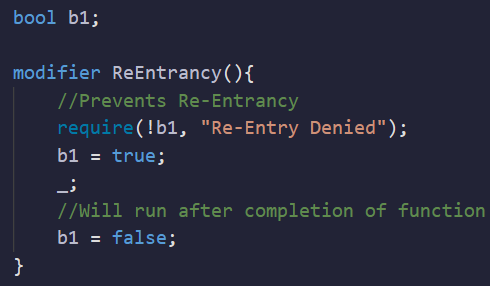 bool b1;
modifier ReEntrancy(){
//Prevents Re-Entrancy
require(!b1, "Re-Entry Denied");
b1 = true;
_;
//Will run after completion of function
b1 = false;
}